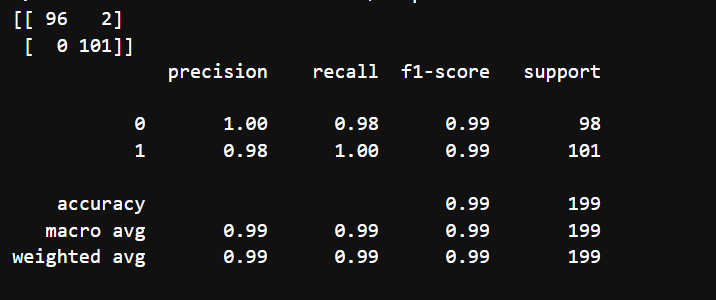 [[ 96 2]
[ 0 101]]
precision recall f1-score support
0 1.00 0.98 0.99 98
1 0.98 1.00 0.99 101
accuracy 0.99 199
macro avg 0.99 0.99 0.99 199
weighted avg 0.99 0.99 0.99 199